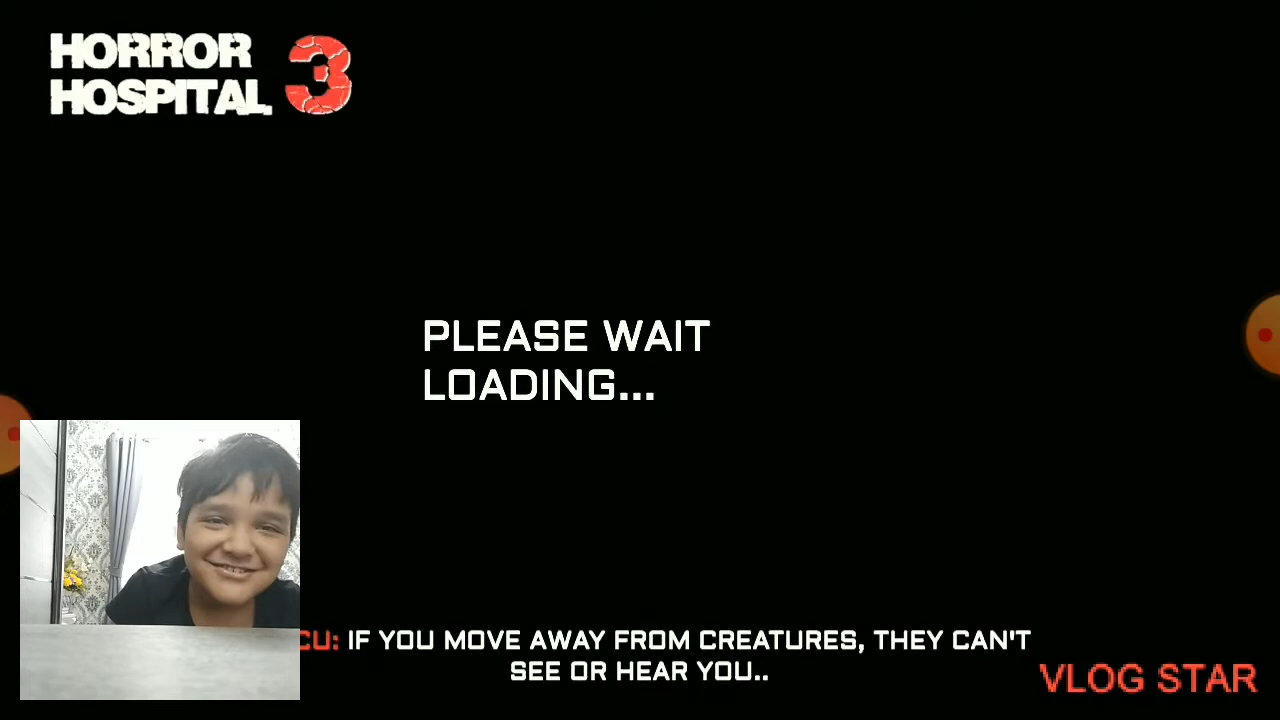 HORROR
HOSPITAL 3
PLEASE WAIT
LOADING...
CU: IF YOU MOVE AWAY FROM CREATURES, THEY CAN'T
SEE OR HEAR YOU..
VLOG STAR